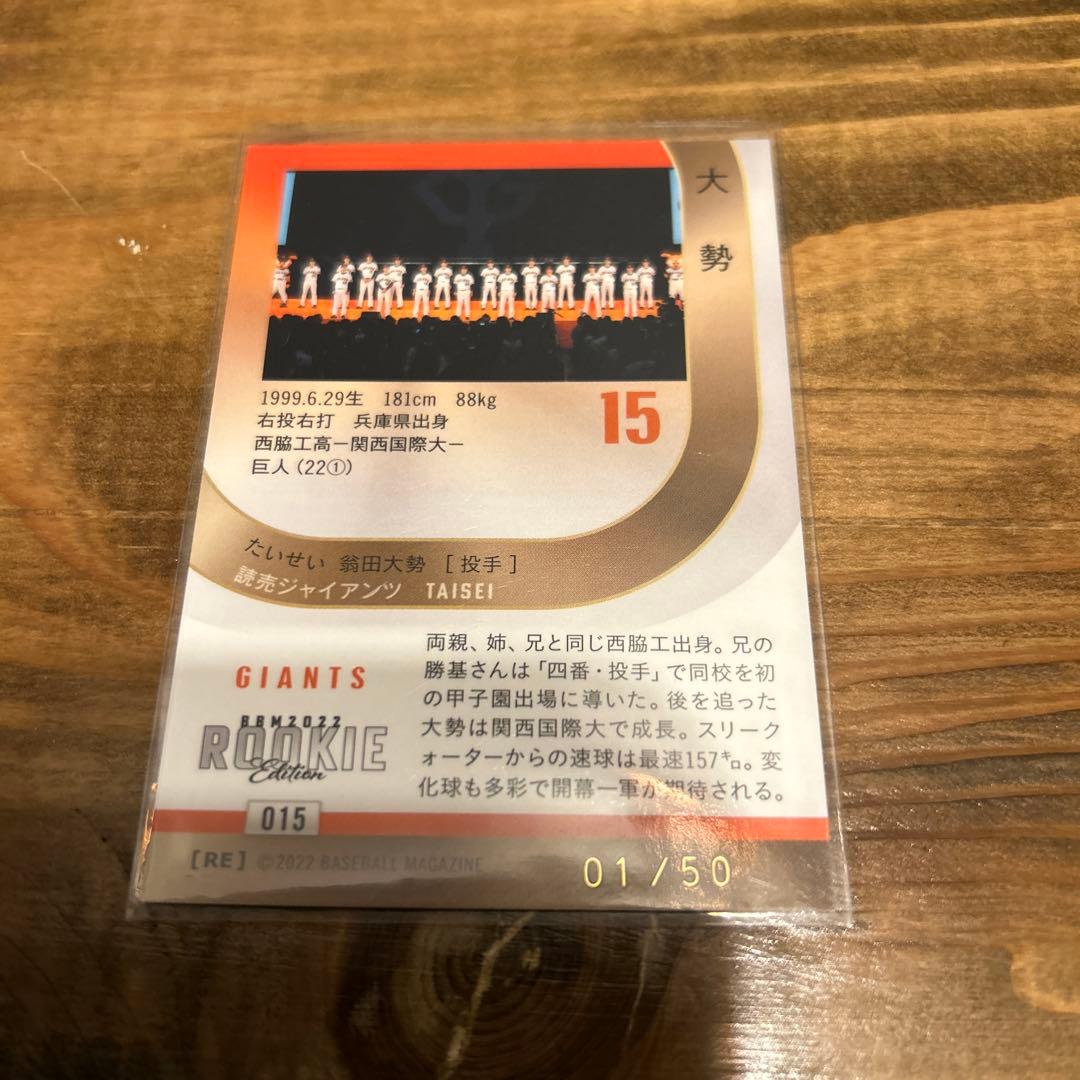 大勢
1999.6.29生 181cm 88kg
右投右打 兵庫県出身
西脇工高ー関西国際大ー
巨人(22①)
15
たいせい 翁田大勢 [投手]
読売ジャイアンツ TAISEI
両親、姉、兄と同じ西脇工出身。兄の
勝基さんは「四番・投手」で同校を初
の甲子園出場に導いた。後を追った
大勢は関西国際大で成長。スリーク
ォーターからの速球は最速157㌔。変
化球も多彩で開幕一軍が期待される。
GIANTS
BBM2022
ROOKIE
Edition
015
[RE] ©2022 BASEBALL MAGAZINE
01/50